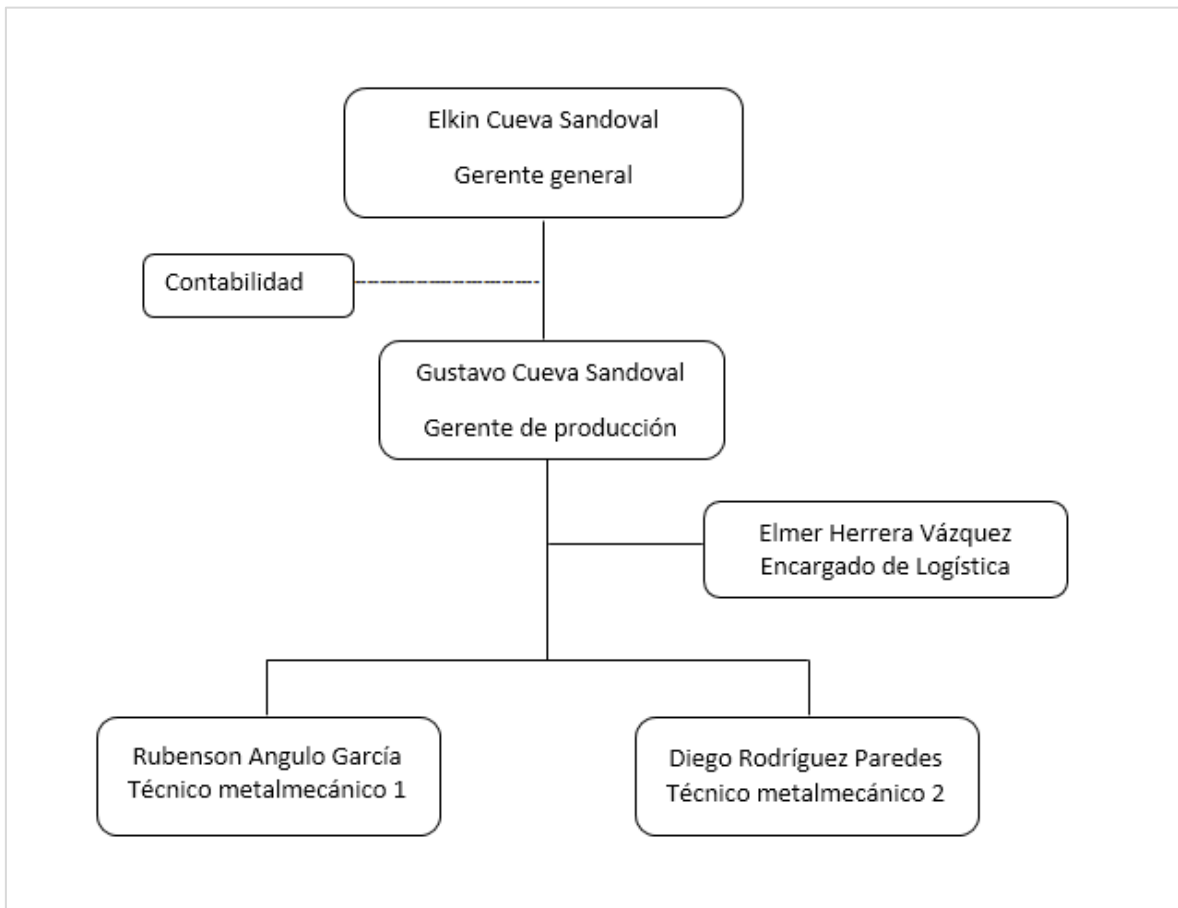 Elkin Cueva Sandoval
Gerente general
Contabilidad
Gustavo Cueva Sandoval
Gerente de producción
Elmer Herrera Vázquez
Encargado de Logística
Rubenson Angulo García
Técnico metalmecánico 1
Diego Rodríguez Paredes
Técnico metalmecánico 2